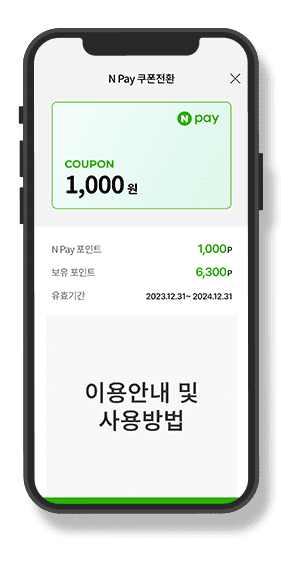 N Pay 쿠폰전환
N pay
COUPON
1,000 원
N Pay 포인트 1,000P
보유 포인트 6,300P
유효기간 2023.12.31~ 2024.12.31
이용안내 및
사용방법